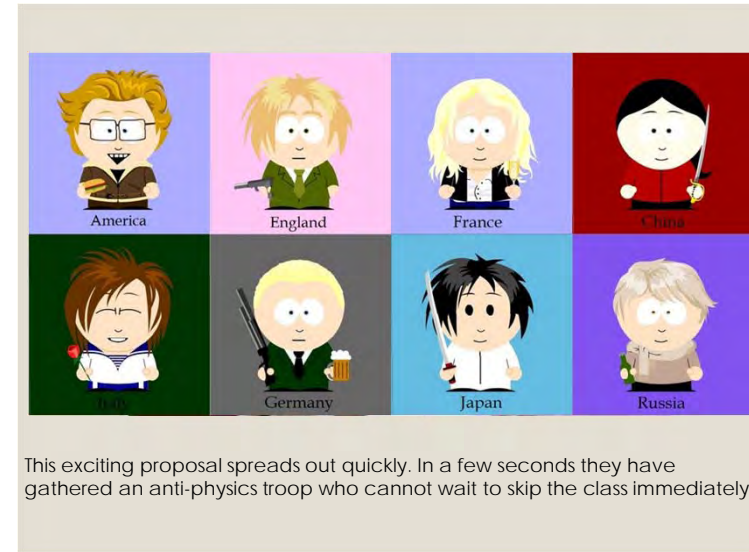 America
England
France
China
Italy
Germany
Japan
Russia
This exciting proposal spreads out quickly. In a few seconds they have
gathered an anti-physics troop who cannot wait to skip the class immediately